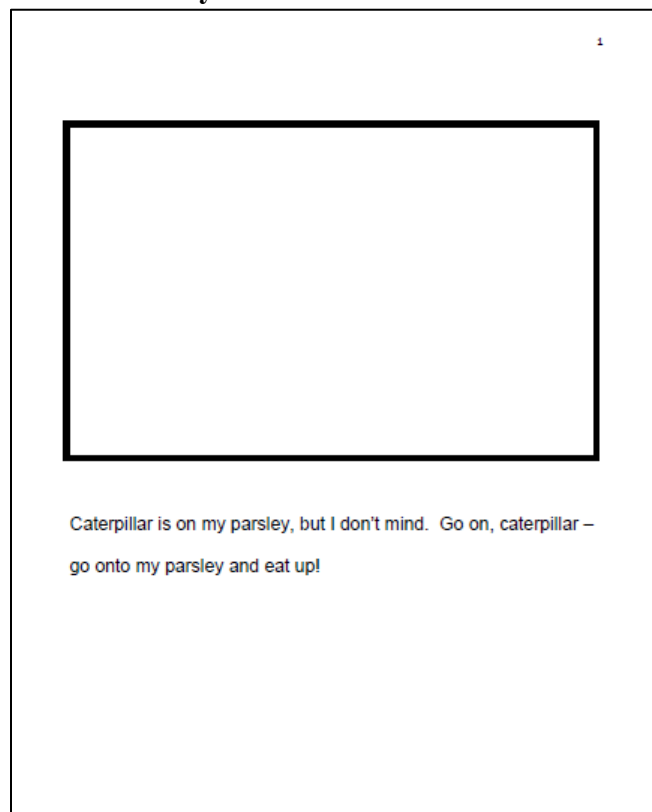 1
Caterpillar is on my parsley, but I don't mind.  Go on, caterpillar –
go onto my parsley and eat up!